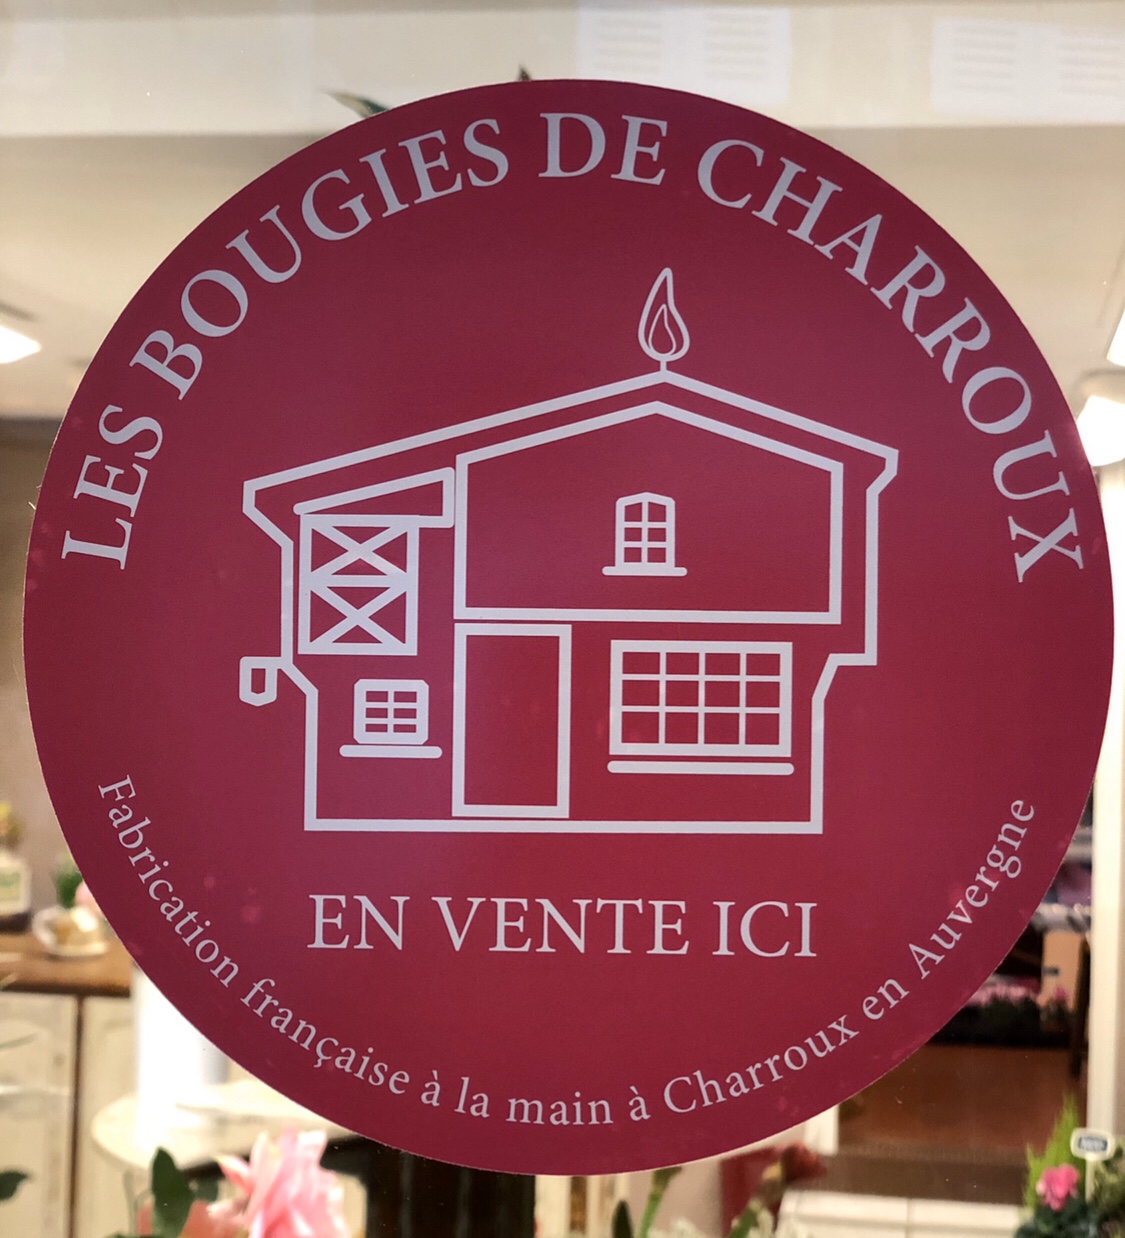 LES BOUGIES DE CHARROUX
EN VENTE ICI
Fabrication française à la main à Charroux en Auvergne